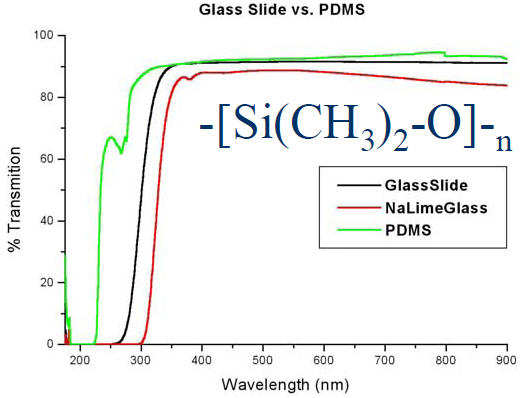 Glass Slide vs. PDMS
100
80
60
40
20
0
% Transmition
-[Si(CH₃)₂-O]-ₙ
GlassSlide
NaLimeGlass
PDMS
200 300 400 500 600 700 800 900
Wavelength (nm)